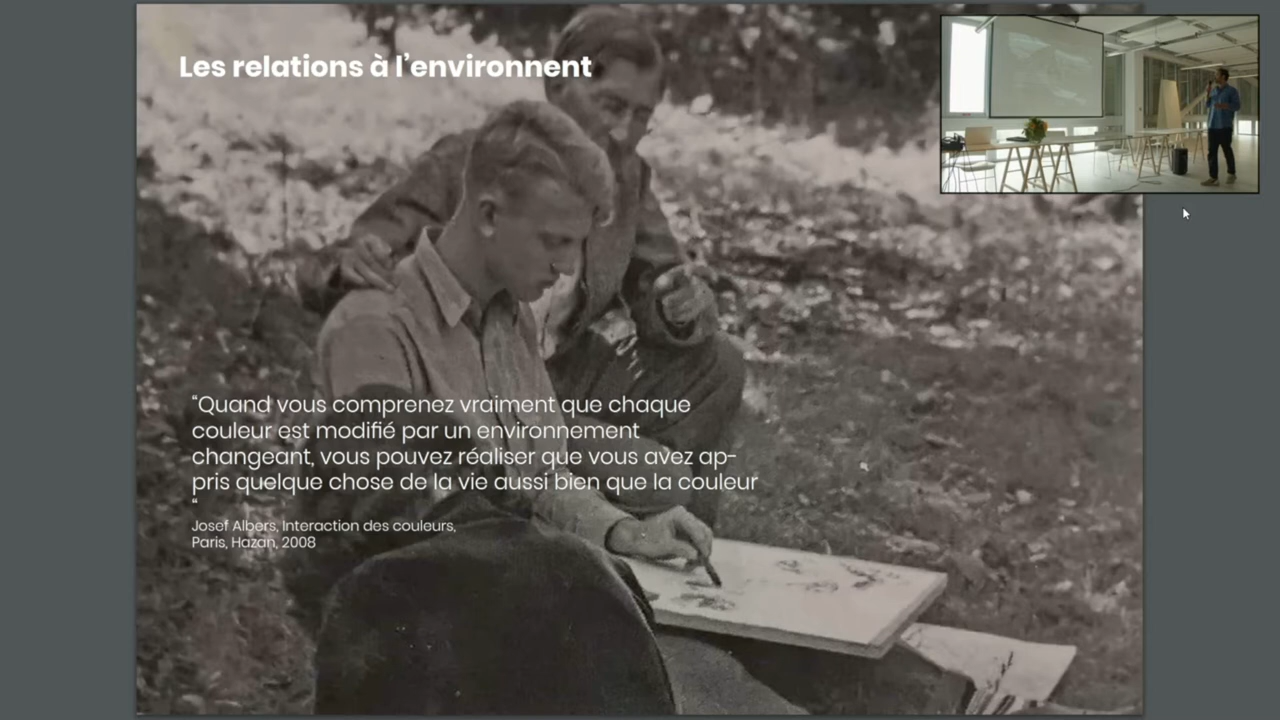 Les relations à l'environnent
“Quand vous comprenez vraiment que chaque
couleur est modifié par un environnement
changeant, vous pouvez réaliser que vous avez ap-
pris quelque chose de la vie aussi bien que la couleur
“
Josef Albers, Interaction des couleurs,
Paris, Hazan, 2008